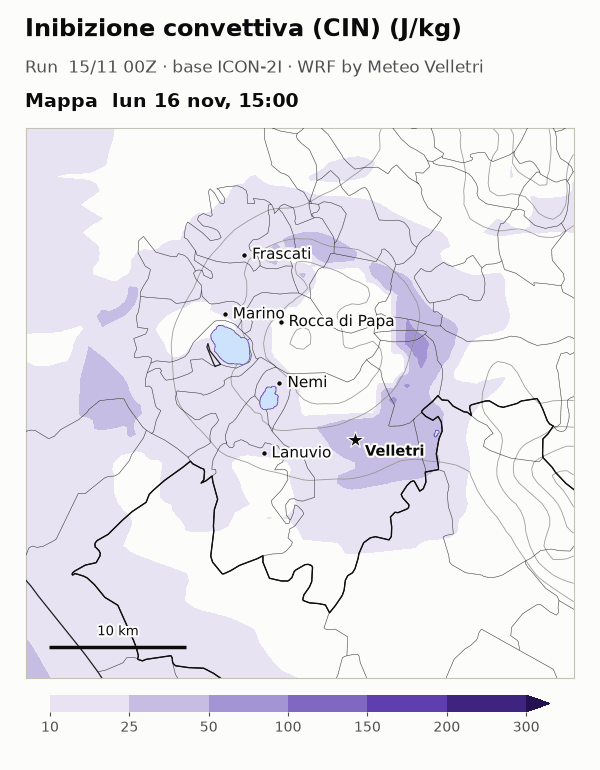 Inibizione convettiva (CIN) (J/kg)
Run 15/11 00Z · base ICON-2I · WRF by Meteo Velletri
Mappa lun 16 nov, 15:00
Frascati
Marino
Rocca di Papa
Nemi
Velletri
Lanuvio
10 km
10 25 50 100 150 200 300